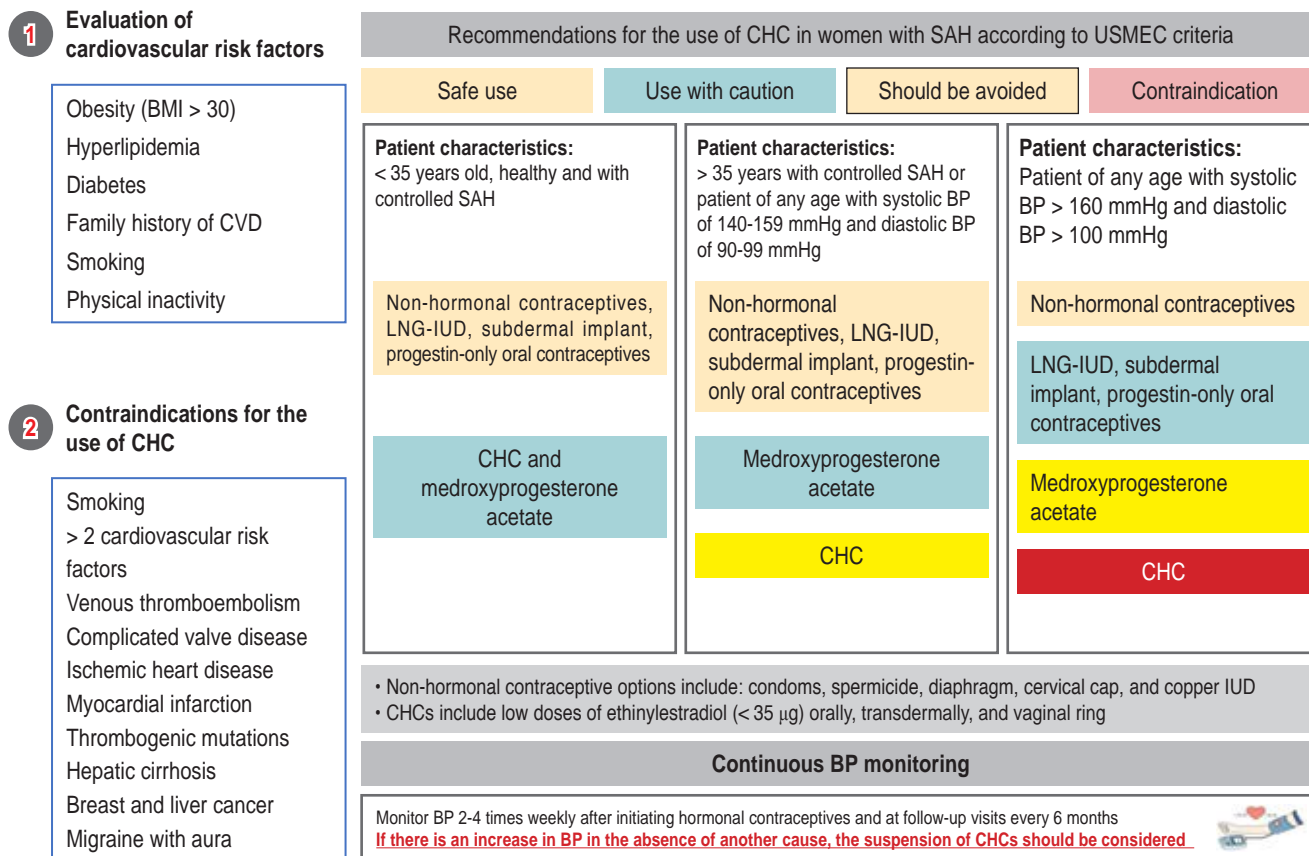 1
Evaluation of
cardiovascular risk factors
Obesity (BMI > 30)
Hyperlipidemia
Diabetes
Family history of CVD
Smoking
Physical inactivity
2
Contraindications for the
use of CHC
Smoking
> 2 cardiovascular risk
factors
Venous thromboembolism
Complicated valve disease
Ischemic heart disease
Myocardial infarction
Thrombogenic mutations
Hepatic cirrhosis
Breast and liver cancer
Migraine with aura
Recommendations for the use of CHC in women with SAH according to USMEC criteria
Safe use
Use with caution
Should be avoided
Contraindication
Patient characteristics:
< 35 years old, healthy and with
controlled SAH
Non-hormonal contraceptives,
LNG-IUD, subdermal implant,
progestin-only oral contraceptives
CHC and
medroxyprogesterone
acetate
Patient characteristics:
> 35 years with controlled SAH or
patient of any age with systolic BP
of 140-159 mmHg and diastolic BP
of 90-99 mmHg
Non-hormonal
contraceptives, LNG-IUD,
subdermal implant, progestin-
only oral contraceptives
Medroxyprogesterone
acetate
CHC
Patient characteristics:
Patient of any age with systolic
BP > 160 mmHg and diastolic
BP > 100 mmHg
Non-hormonal contraceptives
LNG-IUD, subdermal
implant, progestin-only oral
contraceptives
Medroxyprogesterone
acetate
CHC
• Non-hormonal contraceptive options include: condoms, spermicide, diaphragm, cervical cap, and copper IUD
• CHCs include low doses of ethinylestradiol (< 35 μg) orally, transdermally, and vaginal ring
Continuous BP monitoring
Monitor BP 2-4 times weekly after initiating hormonal contraceptives and at follow-up visits every 6 months
If there is an increase in BP in the absence of another cause, the suspension of CHCs should be considered